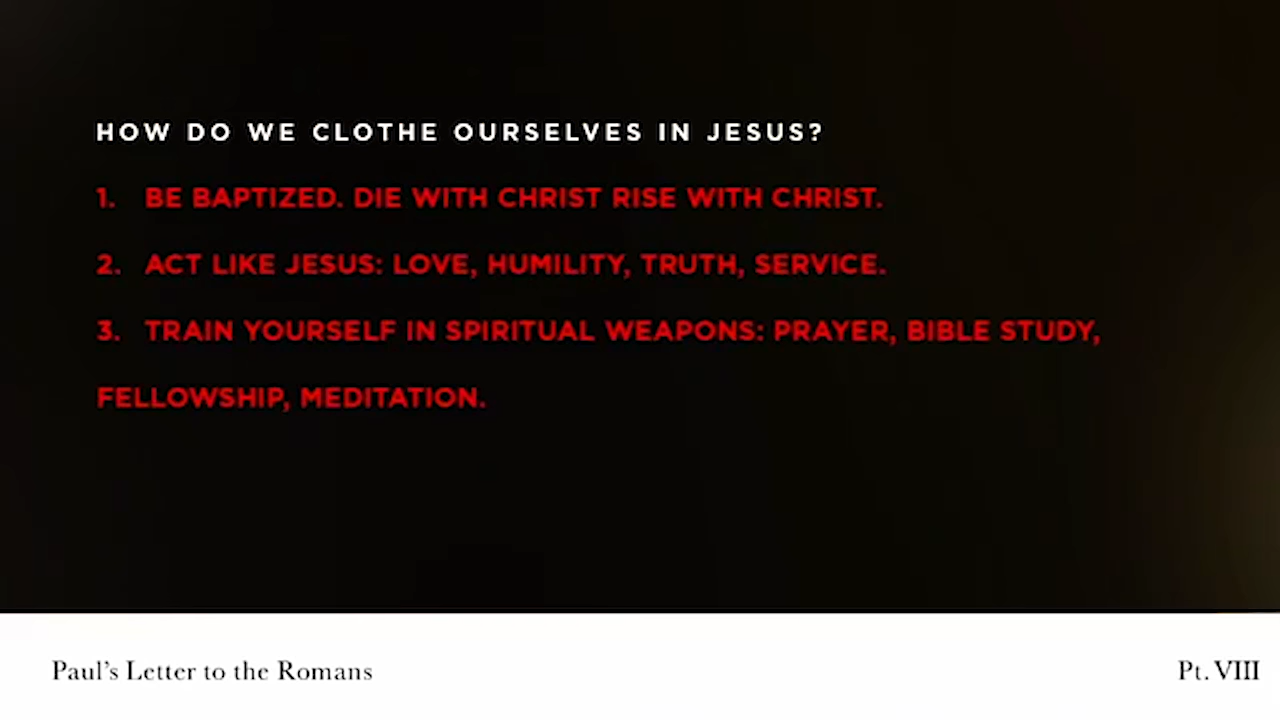 HOW DO WE CLOTHE OURSELVES IN JESUS?
1. BE BAPTIZED. DIE WITH CHRIST RISE WITH CHRIST.
2. ACT LIKE JESUS: LOVE, HUMILITY, TRUTH, SERVICE.
3. TRAIN YOURSELF IN SPIRITUAL WEAPONS: PRAYER, BIBLE STUDY,
FELLOWSHIP, MEDITATION.
Paul's Letter to the Romans
Pt. VIII